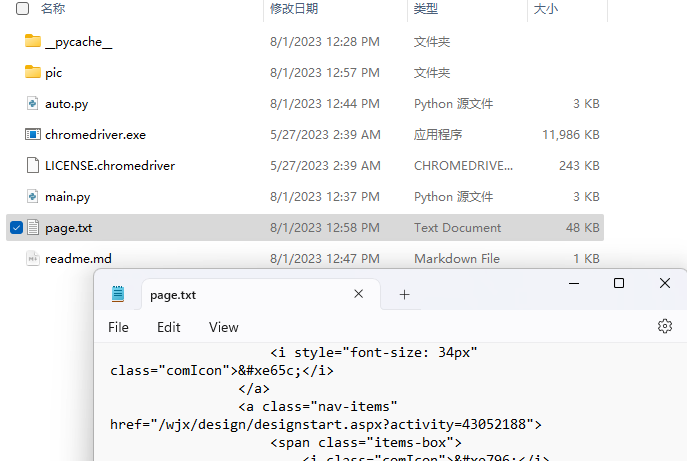 名称 修改日期 类型 大小
__pycache__ 8/1/2023 12:28 PM 文件夹
pic 8/1/2023 12:57 PM 文件夹
auto.py 8/1/2023 12:44 PM Python 源文件 3 KB
chromedriver.exe 5/27/2023 2:39 AM 应用程序 11,986 KB
LICENSE.chromedriver 5/27/2023 2:39 AM CHROMEDRIVE... 243 KB
main.py 8/1/2023 12:37 PM Python 源文件 3 KB
page.txt 8/1/2023 12:58 PM Text Document 48 KB
readme.md 8/1/2023 12:47 PM Markdown File 1 KB
page.txt
File Edit View
<i style="font-size: 34px"
class="comIcon">&#xe65c;</i>
</a>
<a class="nav-items"
href="/wjx/design/designstart.aspx?activity=43052188">
<span class="items-box">
<i class="comIcon">&#xe796;</i>